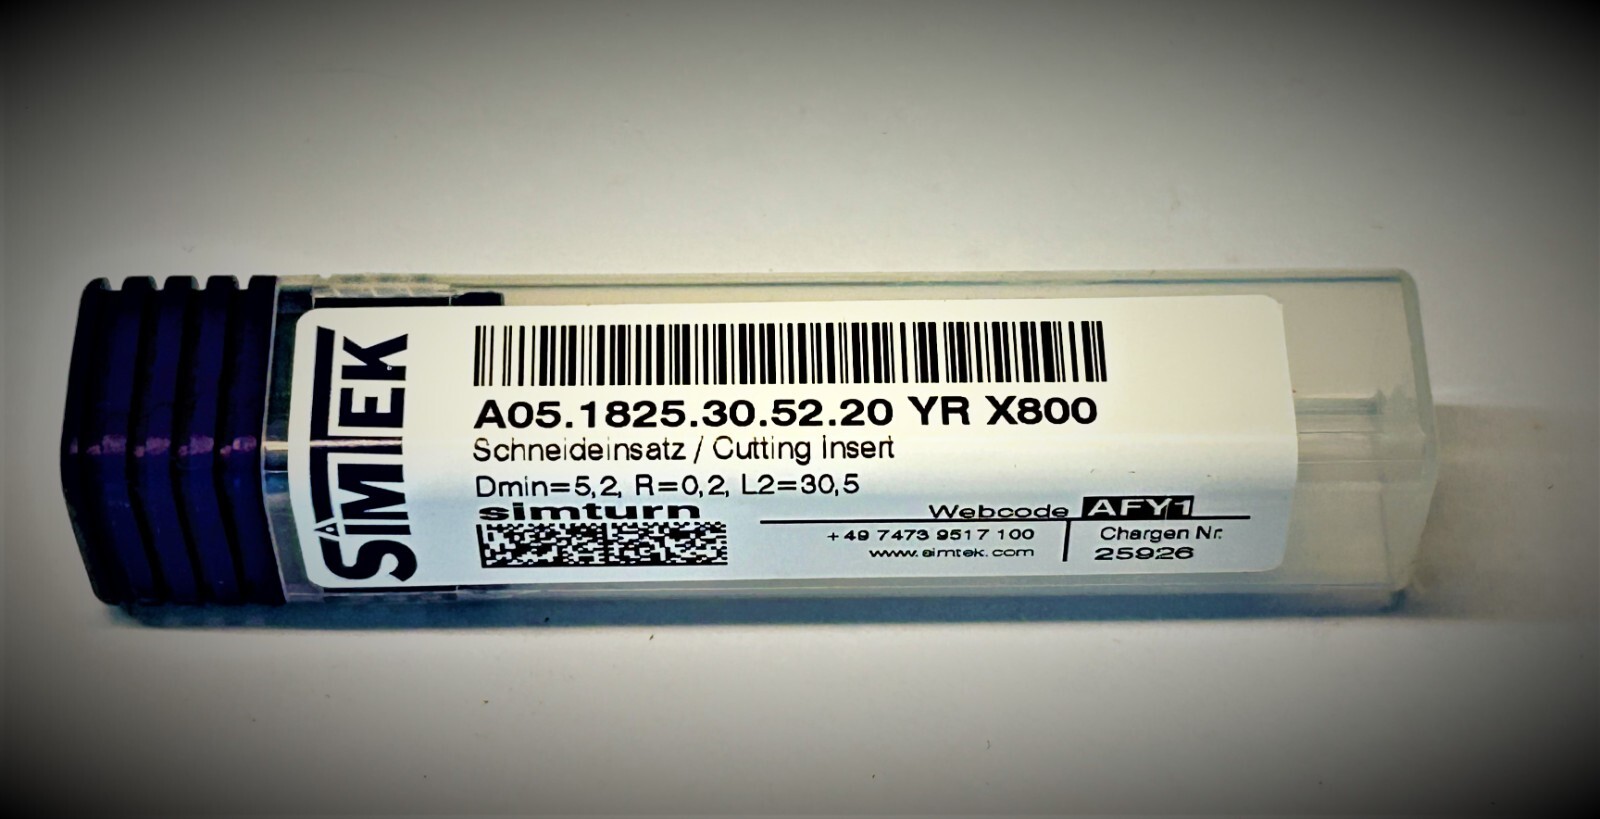 SIMTEK
A05.1825.30.52.20 YR X800
Schneideinsatz / Cutting Insert
Dmin=5,2, R=0,2, L2=30,5
simturn
Webcode AFY1
+49 7473 9517 100
www.simtek.com
Chargen Nr.
25926